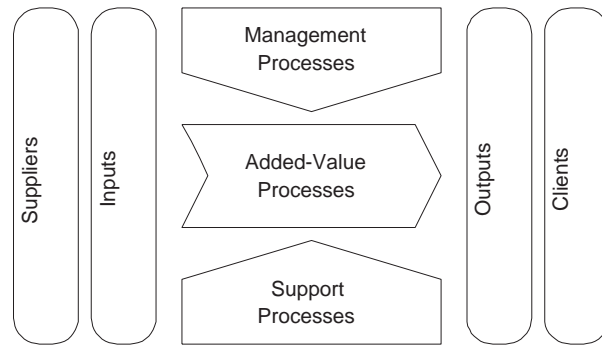 Suppliers
Inputs
Management
Processes
Added-Value
Processes
Support
Processes
Outputs
Clients